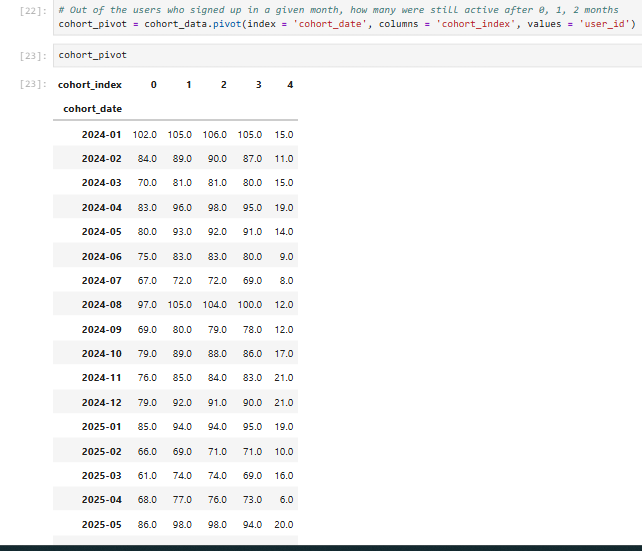 [22]: # Out of the users who signed up in a given month, how many were still active after 0, 1, 2 months
cohort_pivot = cohort_data.pivot(index = 'cohort_date', columns = 'cohort_index', values = 'user_id')
[23]: cohort_pivot
[23]: cohort_index 0 1 2 3 4
cohort_date
2024-01 102.0 105.0 106.0 105.0 15.0
2024-02 84.0 89.0 90.0 87.0 11.0
2024-03 70.0 81.0 81.0 80.0 15.0
2024-04 83.0 96.0 98.0 95.0 19.0
2024-05 80.0 93.0 92.0 91.0 14.0
2024-06 75.0 83.0 83.0 80.0 9.0
2024-07 67.0 72.0 72.0 69.0 8.0
2024-08 97.0 105.0 104.0 100.0 12.0
2024-09 69.0 80.0 79.0 78.0 12.0
2024-10 79.0 89.0 88.0 86.0 17.0
2024-11 76.0 85.0 84.0 83.0 21.0
2024-12 79.0 92.0 91.0 90.0 21.0
2025-01 85.0 94.0 94.0 95.0 19.0
2025-02 66.0 69.0 71.0 71.0 10.0
2025-03 61.0 74.0 74.0 69.0 16.0
2025-04 68.0 77.0 76.0 73.0 6.0
2025-05 86.0 98.0 98.0 94.0 20.0